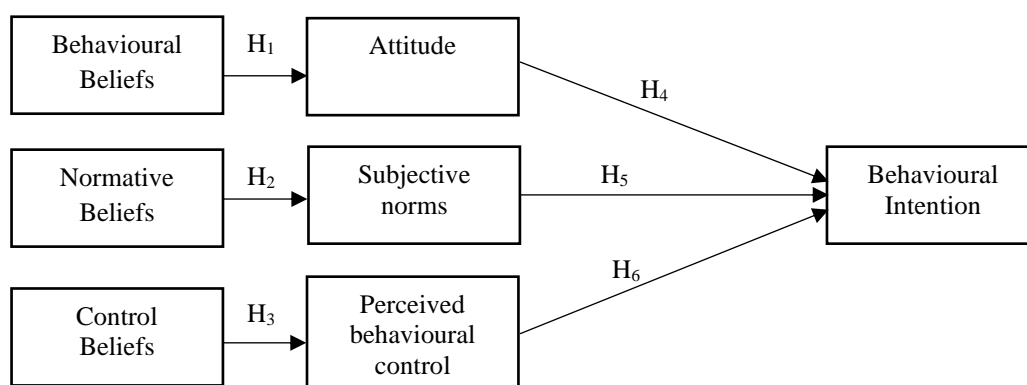 Behavioural
Beliefs
H₁
Attitude
H₄
Normative
Beliefs
H₂
Subjective
norms
H₅
Behavioural
Intention
Control
Beliefs
H₃
Perceived
behavioural
control
H₆